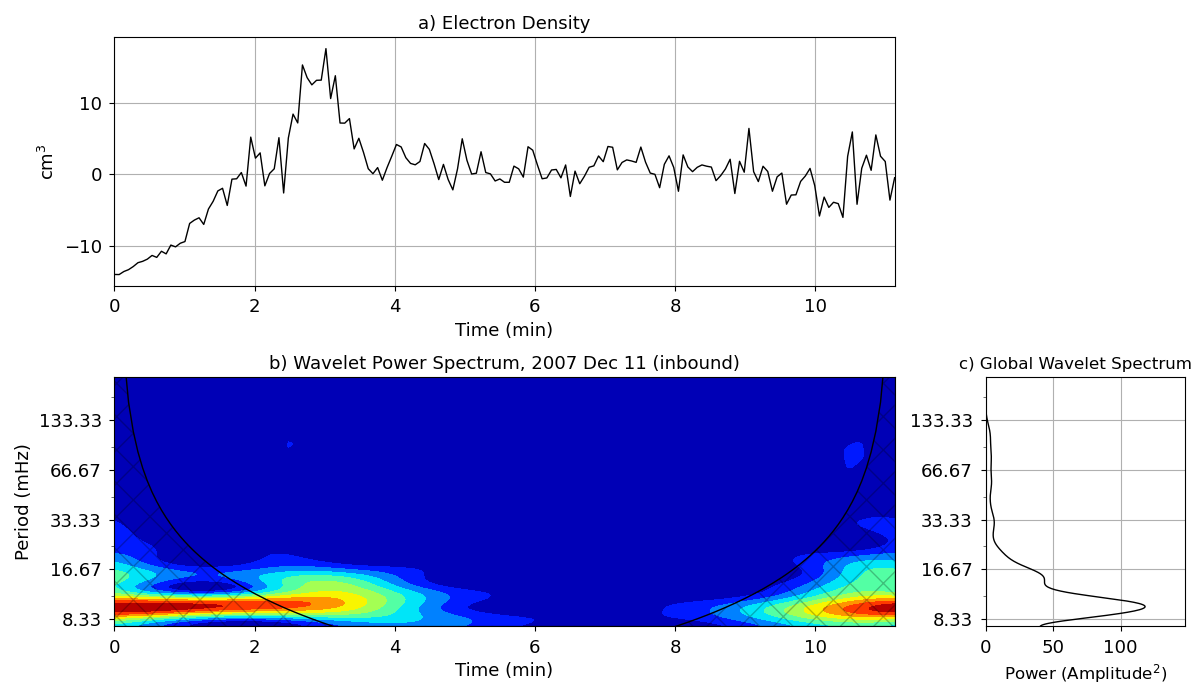 a) Electron Density
cm³
10
0
−10
0 2 4 6 8 10
Time (min)
b) Wavelet Power Spectrum, 2007 Dec 11 (inbound)
Period (mHz)
133.33
66.67
33.33
16.67
8.33
0 2 4 6 8 10
Time (min)
c) Global Wavelet Spectrum
133.33
66.67
33.33
16.67
8.33
0 50 100
Power (Amplitude²)